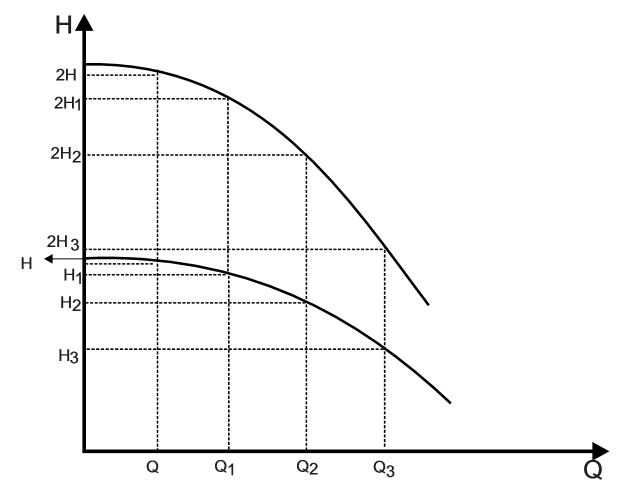 H
2H
2H₁
2H₂
2H₃
H
H₁
H₂
H₃
Q Q₁ Q₂ Q₃
Q